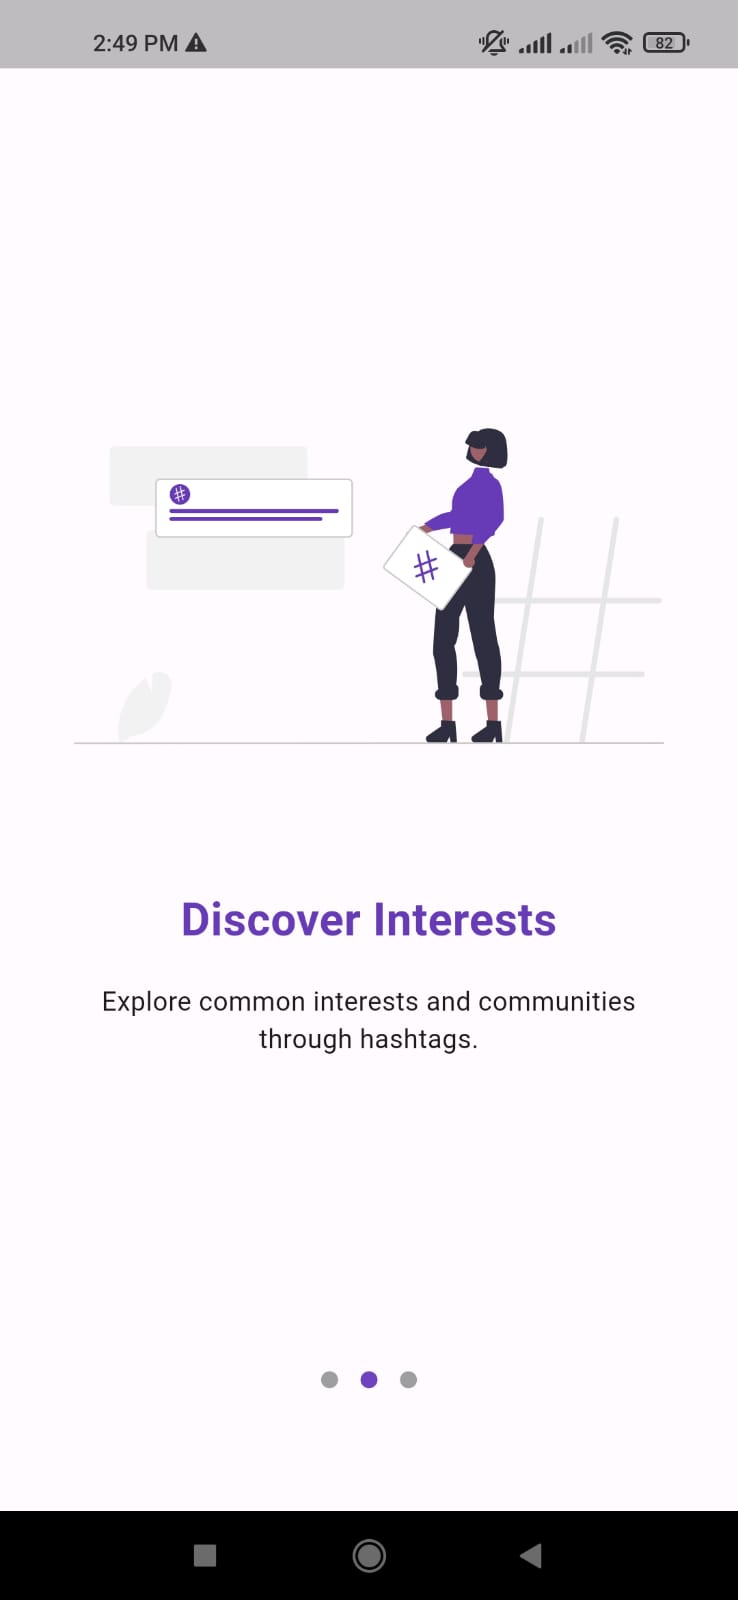 2:49 PM
82
#
#
Discover Interests
Explore common interests and communities
through hashtags.